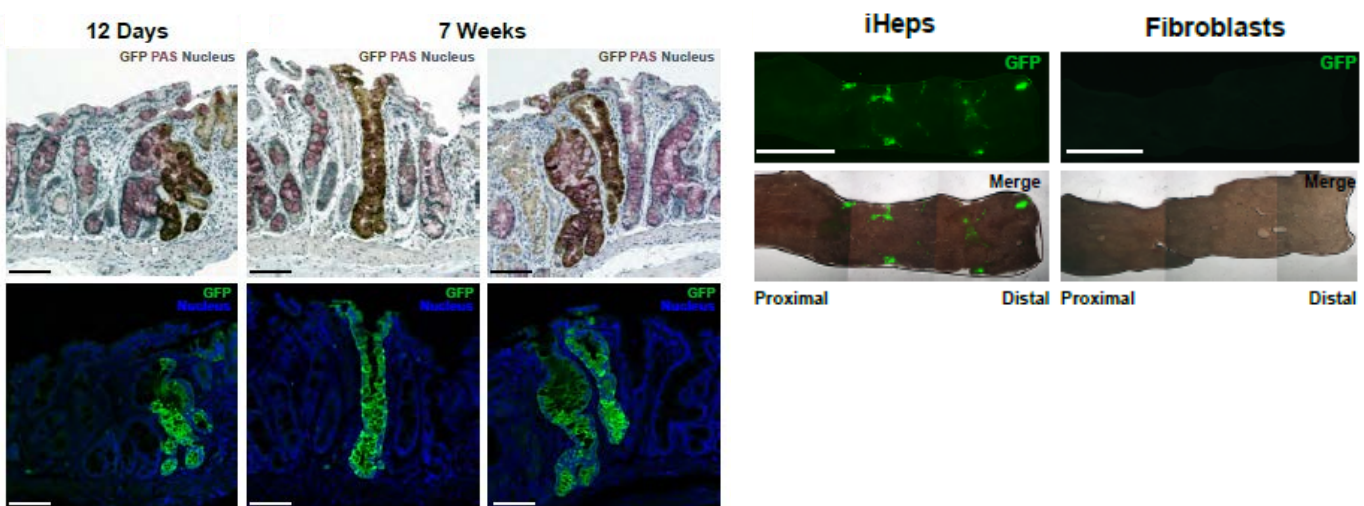 12 Days
7 Weeks
iHeps
Fibroblasts
GFP PAS Nucleus
GFP PAS Nucleus
GFP PAS Nucleus
GFP
GFP
Merge
Merge
Proximal
Distal
Proximal
Distal
GFP
Nucleus
GFP
Nucleus
GFP
Nucleus